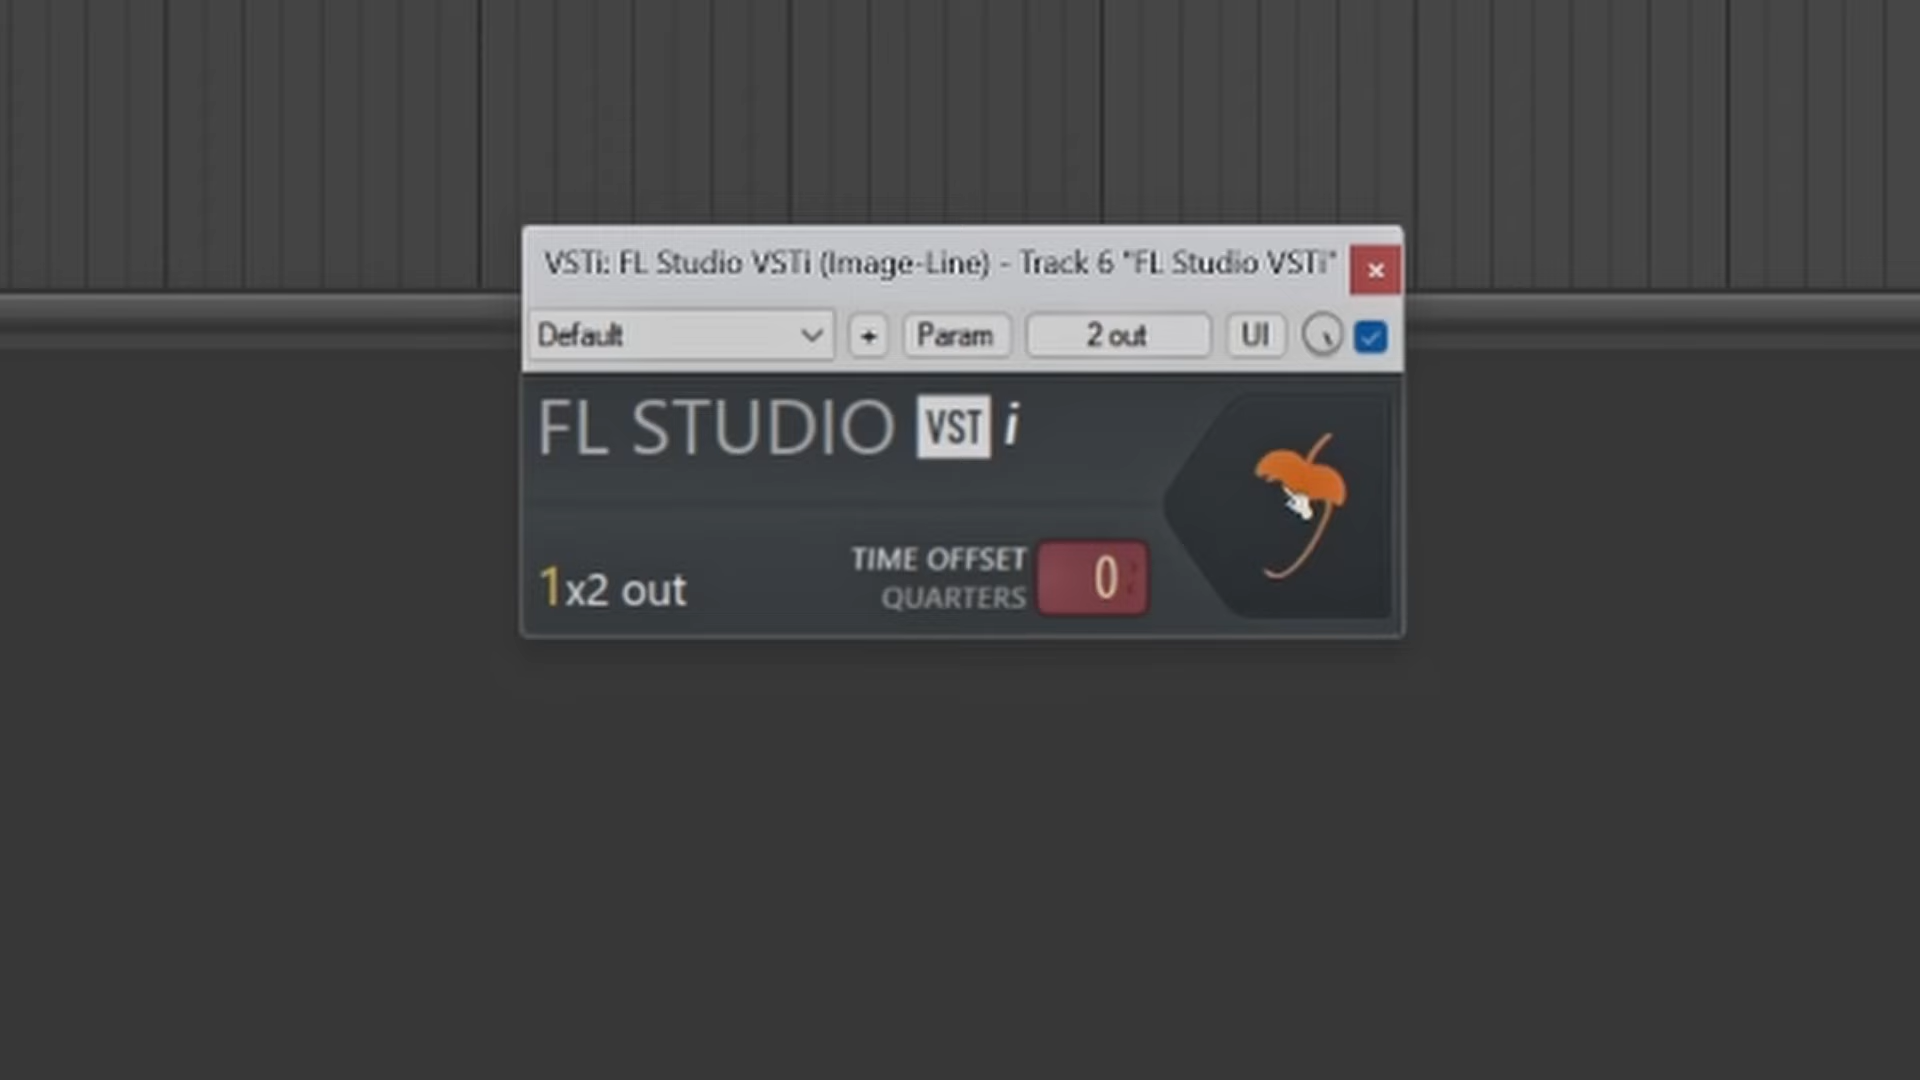 VSTi: FL Studio VSTi (Image-Line) - Track 6 "FL Studio VSTi"
Default + Param 2 out UI
FL STUDIO VST i
TIME OFFSET
QUARTERS
0
1x2 out